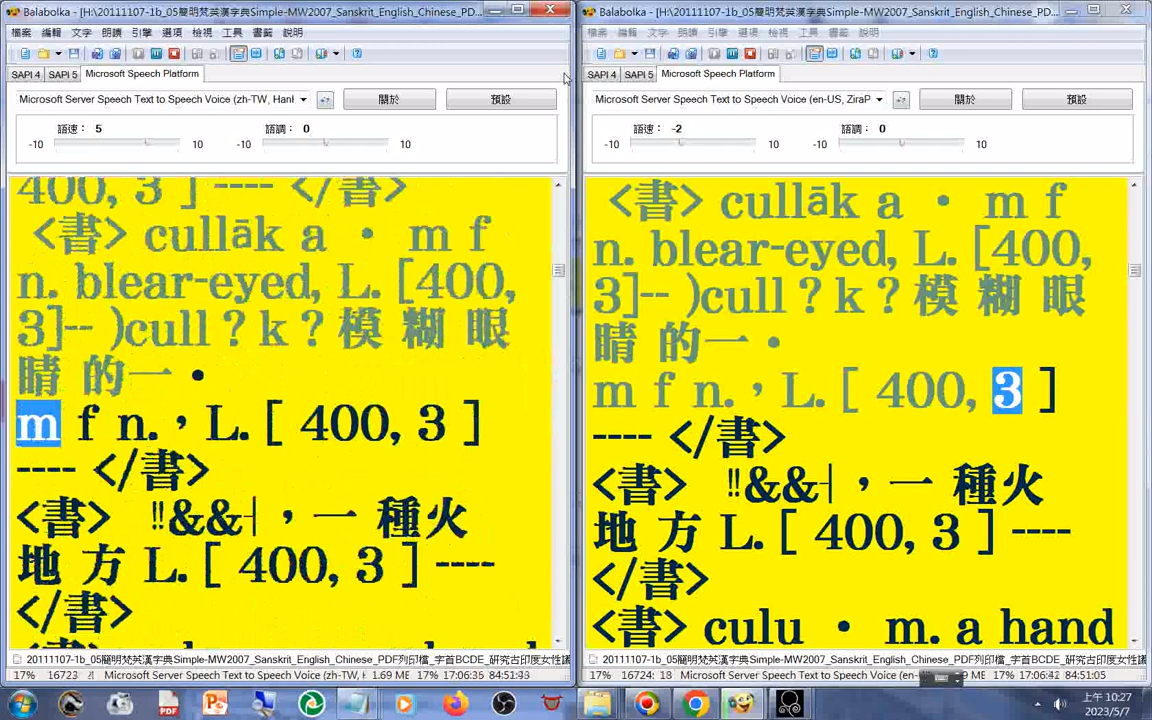 Balabolka - [H:\20111107-1b_05簡明梵英漢字典Simple-MW2007_Sanskrit_English_Chinese_PD...
檔案 編輯 文字 朗讀 引擎 選項 檢視 工具 書籤 說明
SAPI 4 SAPI 5 Microsoft Speech Platform
Microsoft Server Speech Text to Speech Voice (zh-TW, HanH
關於 預設
語速： 5 語調： 0
-10 10 -10 10
400, 3 ] ---- </書>
<書> cullāk a ・ m f
n. blear-eyed, L. [400,
3]-- )cull？k？模 糊 眼
睛 的一・
m f n.，L. [ 400, 3 ]
---- </書>
<書> ‼&&┤，一 種火
地 方 L. [ 400, 3 ] ----
</書>
20111107-1b_05簡明梵英漢字典Simple-MW2007_Sanskrit_English_Chinese_PDF列印檔_字首BCDE_研究古印度女性議
17% 16723 Microsoft Server Speech Text to Speech Voice (zh-TW, H 1.69 MB 17% 17:06:35 84:51:33
Balabolka - [H:\20111107-1b_05簡明梵英漢字典Simple-MW2007_Sanskrit_English_Chinese_PD...
檔案 編輯 文字 朗讀 引擎 選項 檢視 工具 書籤 說明
SAPI 4 SAPI 5 Microsoft Speech Platform
Microsoft Server Speech Text to Speech Voice (en-US, ZiraP
關於 預設
語速： -2 語調： 0
-10 10 -10 10
<書> cullāk a ・ m f
n. blear-eyed, L. [400,
3]-- )cull？k？模 糊 眼
睛 的一・
m f n.，L. [ 400, 3 ]
---- </書>
<書> ‼&&┤，一 種火
地 方 L. [ 400, 3 ] ----
</書>
<書> culu ・ m. a hand
20111107-1b_05簡明梵英漢字典Simple-MW2007_Sanskrit_English_Chinese_PDF列印檔_字首BCDE_研究古印度女性議
17% 16724: 18 Microsoft Server Speech Text to Speech Voice (en-U 9 MB 17% 17:06:42 84:51:05
上午 10:27
2023/5/7